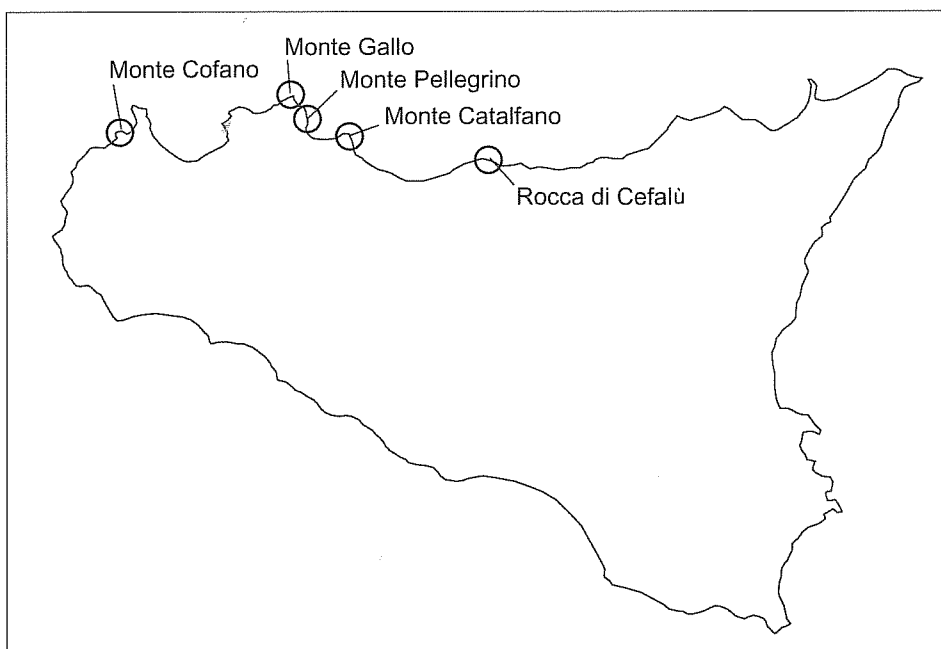 Monte Gallo
Monte Cofano
Monte Pellegrino
Monte Catalfano
Rocca di Cefalù